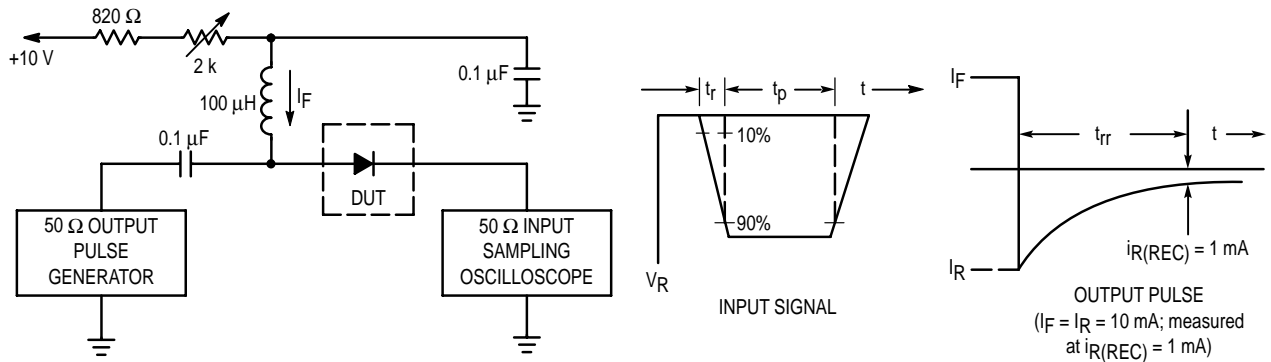 820 Ω
+10 V
2 k
100 µH
I_F
0.1 µF
0.1 µF
DUT
50 Ω OUTPUT
PULSE
GENERATOR
50 Ω INPUT
SAMPLING
OSCILLOSCOPE
t_r
t_p
t
10%
90%
V_R
INPUT SIGNAL
I_F
t_rr
t
I_R
i_R(REC) = 1 mA
OUTPUT PULSE
(I_F = I_R = 10 mA; measured
at i_R(REC) = 1 mA)